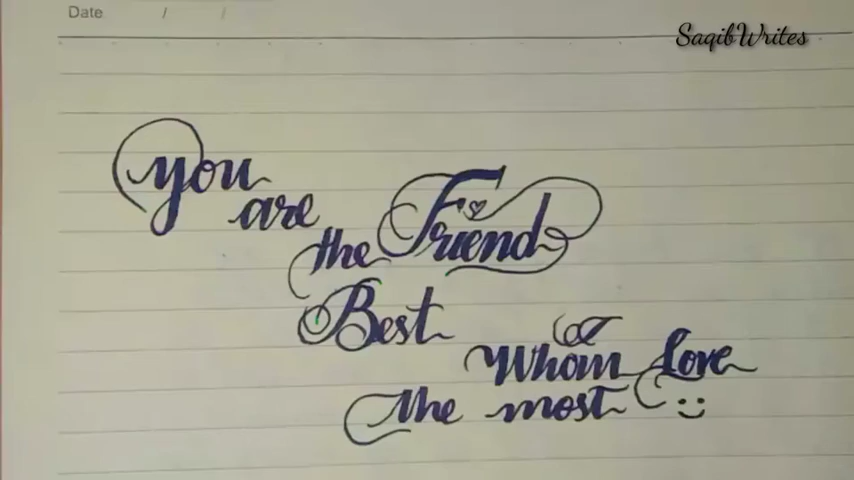 Date / /
SaqibWrites
You
are
the Friend
Best
I
Whom Love
the most :)